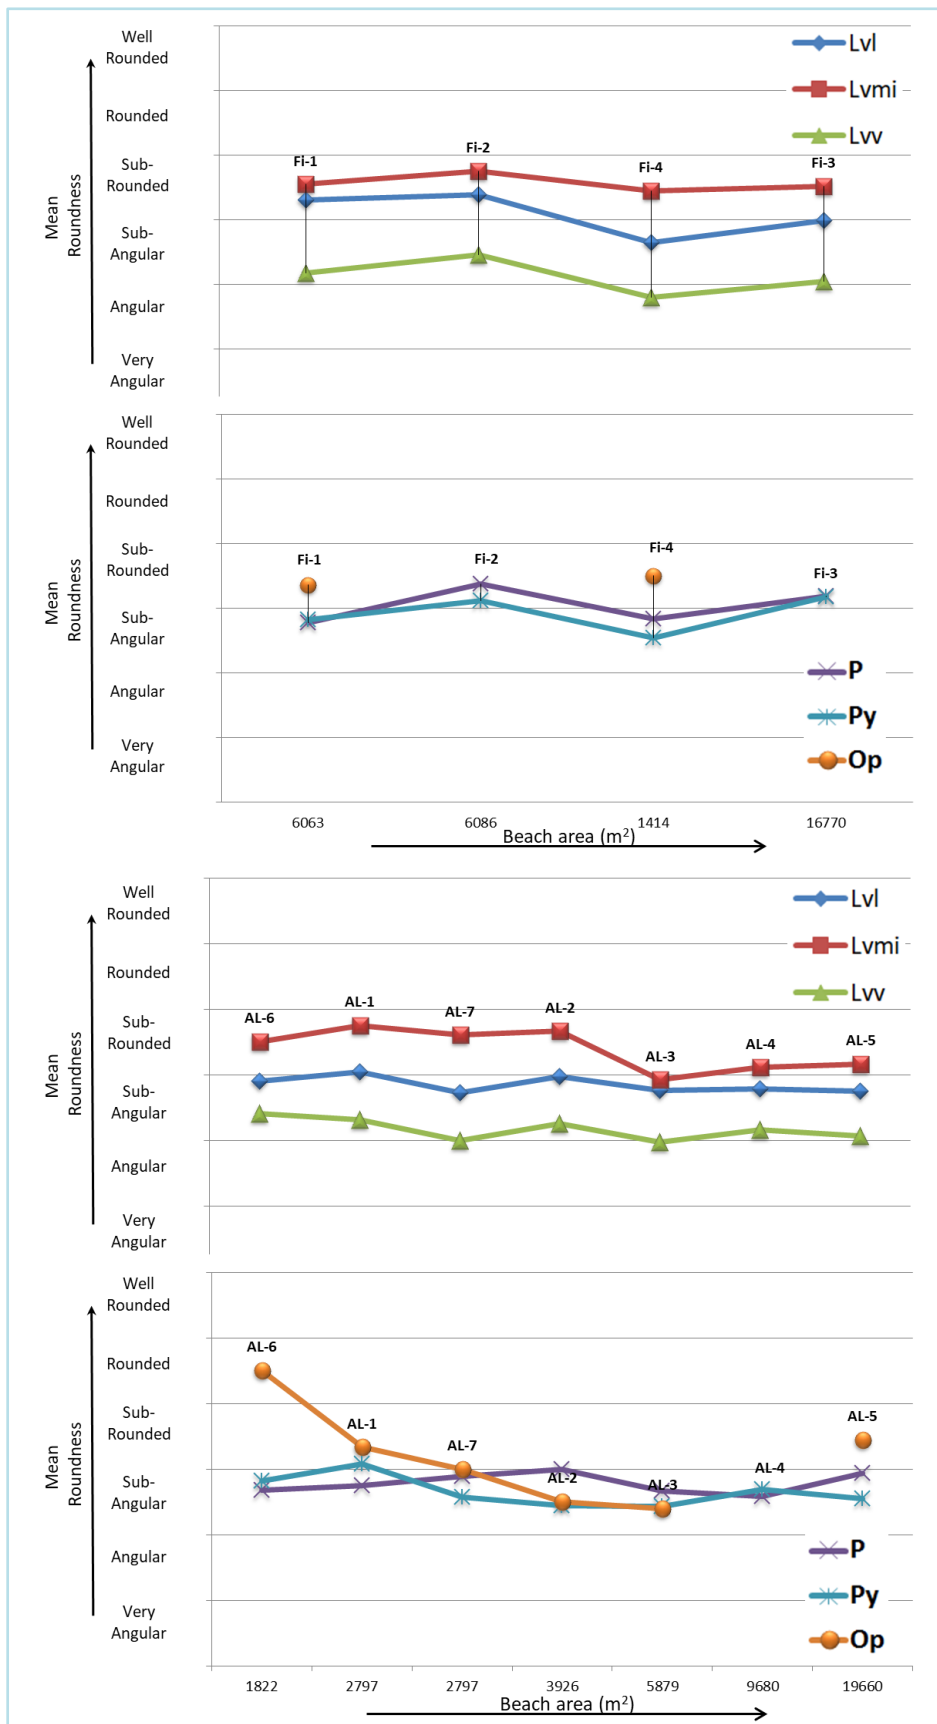 Well
Rounded
Rounded
Sub-
Rounded
Sub-
Angular
Angular
Very
Angular
Mean
Roundness
Lvl
Lvmi
Lvv
Fi-1
Fi-2
Fi-4
Fi-3
Well
Rounded
Rounded
Sub-
Rounded
Sub-
Angular
Angular
Very
Angular
Mean
Roundness
Fi-1
Fi-2
Fi-4
Fi-3
P
Py
Op
6063
6086
1414
16770
Beach area (m²)
Well
Rounded
Rounded
Sub-
Rounded
Sub-
Angular
Angular
Very
Angular
Mean
Roundness
Lvl
Lvmi
Lvv
AL-6
AL-1
AL-7
AL-2
AL-3
AL-4
AL-5
Well
Rounded
Rounded
Sub-
Rounded
Sub-
Angular
Angular
Very
Angular
Mean
Roundness
AL-6
AL-1
AL-7
AL-2
AL-3
AL-4
AL-5
P
Py
Op
1822
2797
2797
3926
5879
9680
19660
Beach area (m²)